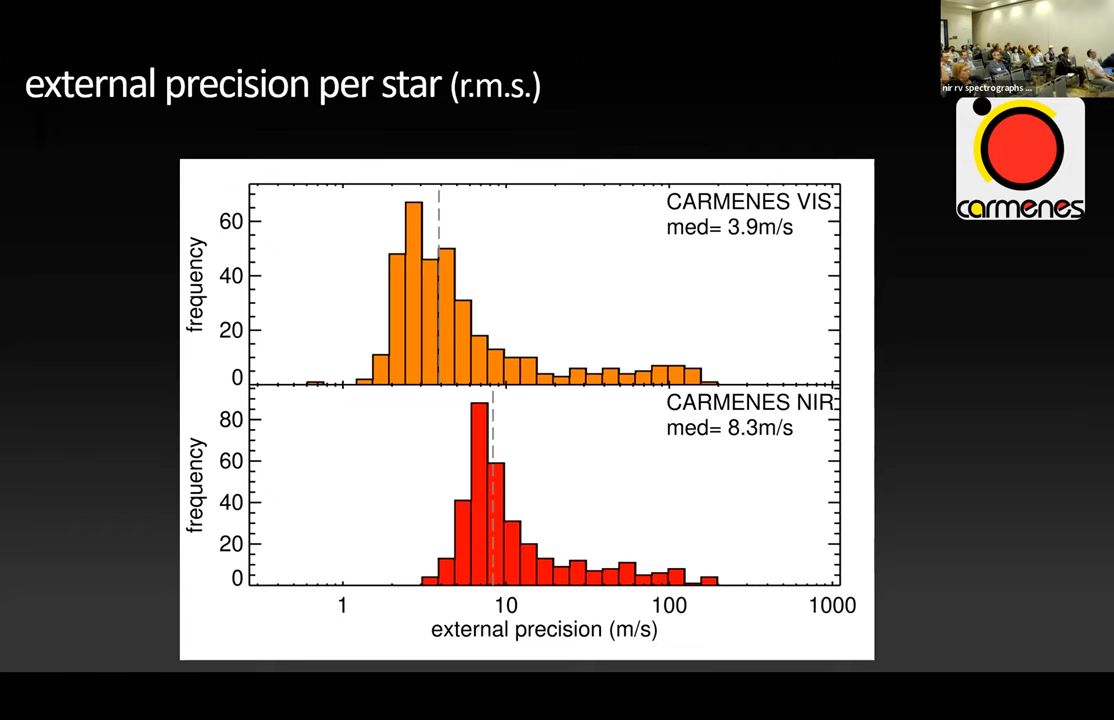 external precision per star (r.m.s.)
nir rv spectrographs ...
carmenes
CARMENES VIS
med= 3.9m/s
frequency
60
40
20
0
CARMENES NIR
med= 8.3m/s
frequency
80
60
40
20
0
1 10 100 1000
external precision (m/s)